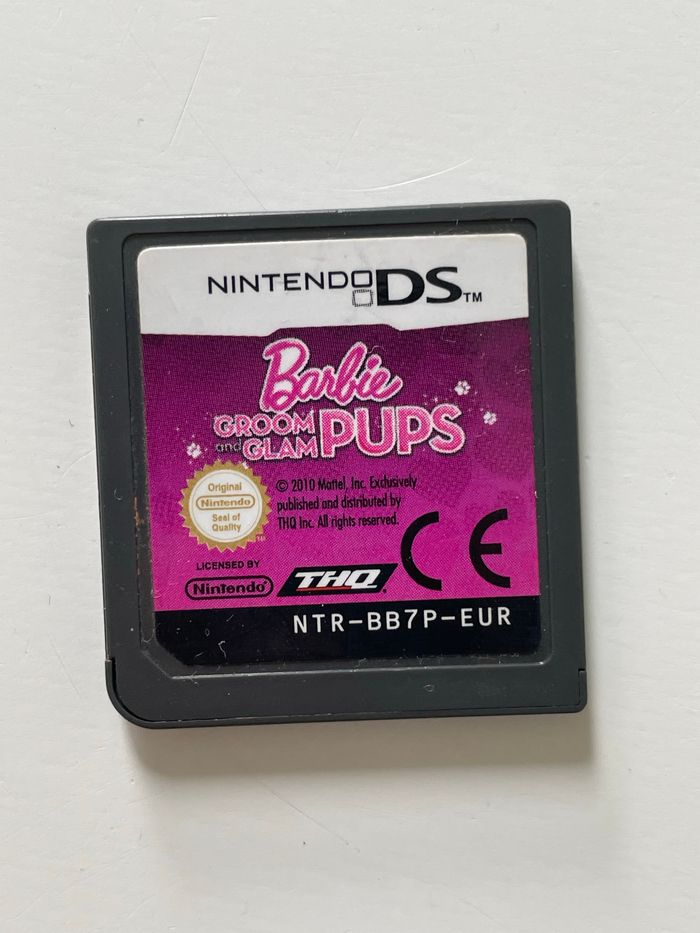 NINTENDO DS™
Barbie
GROOM
and GLAM PUPS
Original
Nintendo
Seal of
Quality
© 2010 Mattel, Inc. Exclusively
published and distributed by
THQ Inc. All rights reserved.
LICENSED BY
Nintendo
THQ
CE
NTR-BB7P-EUR